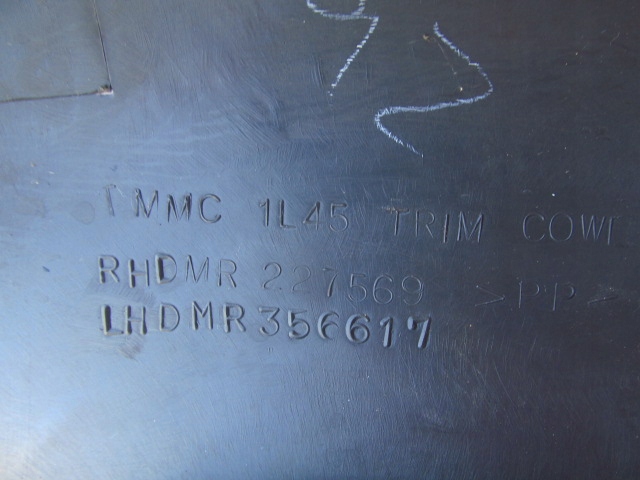 TMMC 1L45 TRIM COWL
RHDMR 227569 >PP<
LHDMR356617